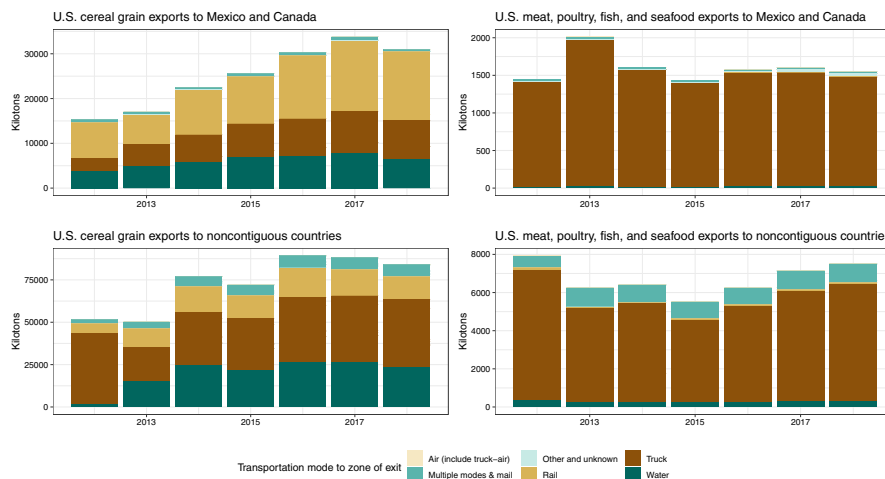 U.S. cereal grain exports to Mexico and Canada
Kilotons
30000
20000
10000
0
2013
2015
2017
U.S. meat, poultry, fish, and seafood exports to Mexico and Canada
Kilotons
2000
1500
1000
500
0
2013
2015
2017
U.S. cereal grain exports to noncontiguous countries
Kilotons
75000
50000
25000
0
2013
2015
2017
U.S. meat, poultry, fish, and seafood exports to noncontiguous countrie
Kilotons
8000
6000
4000
2000
0
2013
2015
2017
Transportation mode to zone of exit
Air (include truck−air)
Other and unknown
Truck
Multiple modes & mail
Rail
Water